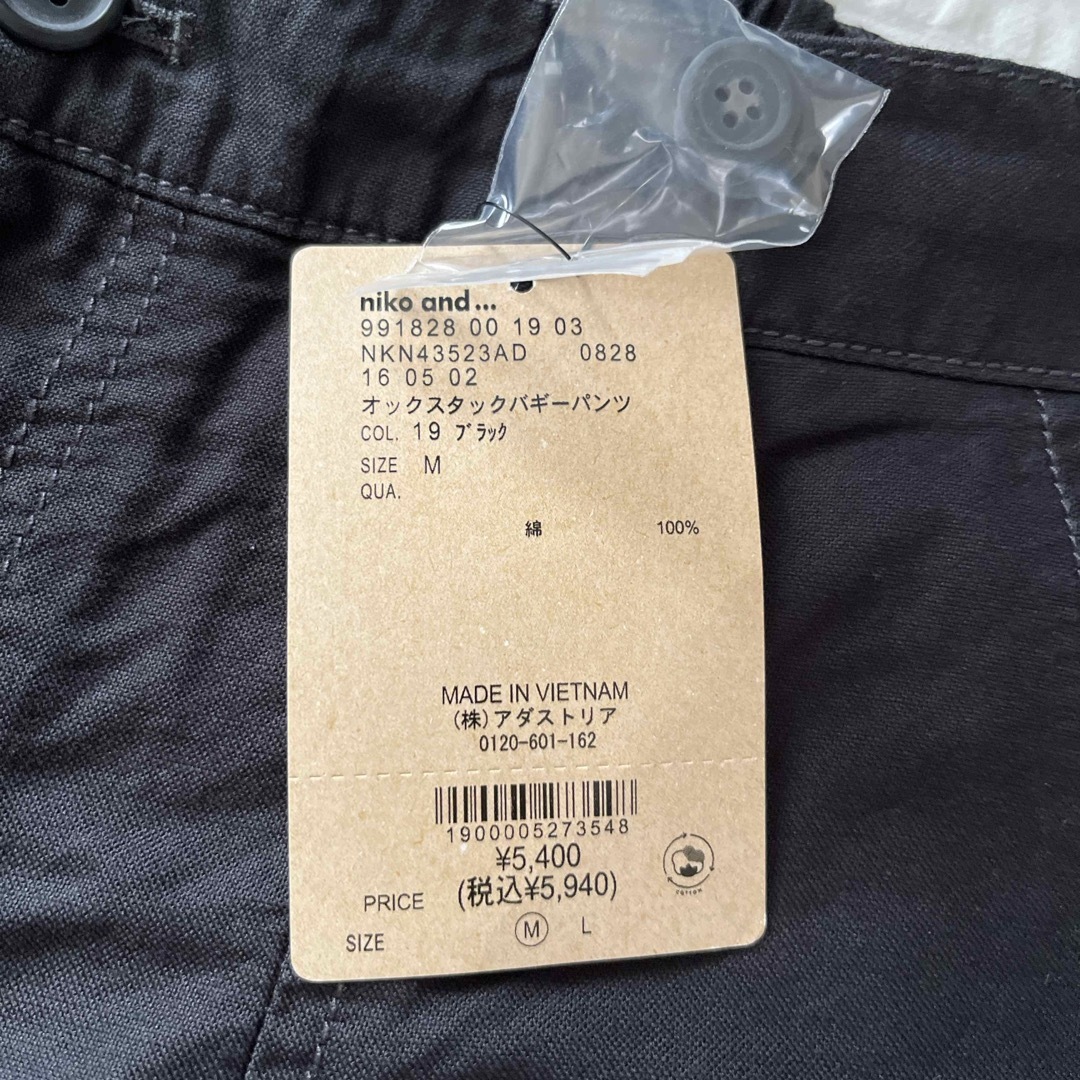 niko and ...
991828 00 19 03
NKN43523AD 0828
16 05 02
オックスタックバギーパンツ
COL. 19 ﾌﾞﾗｯｸ
SIZE M
QUA.
綿 100%
MADE IN VIETNAM
(株)アダストリア
0120-601-162
1900005273548
¥5,400
PRICE (税込¥5,940)
COTTON
SIZE M L